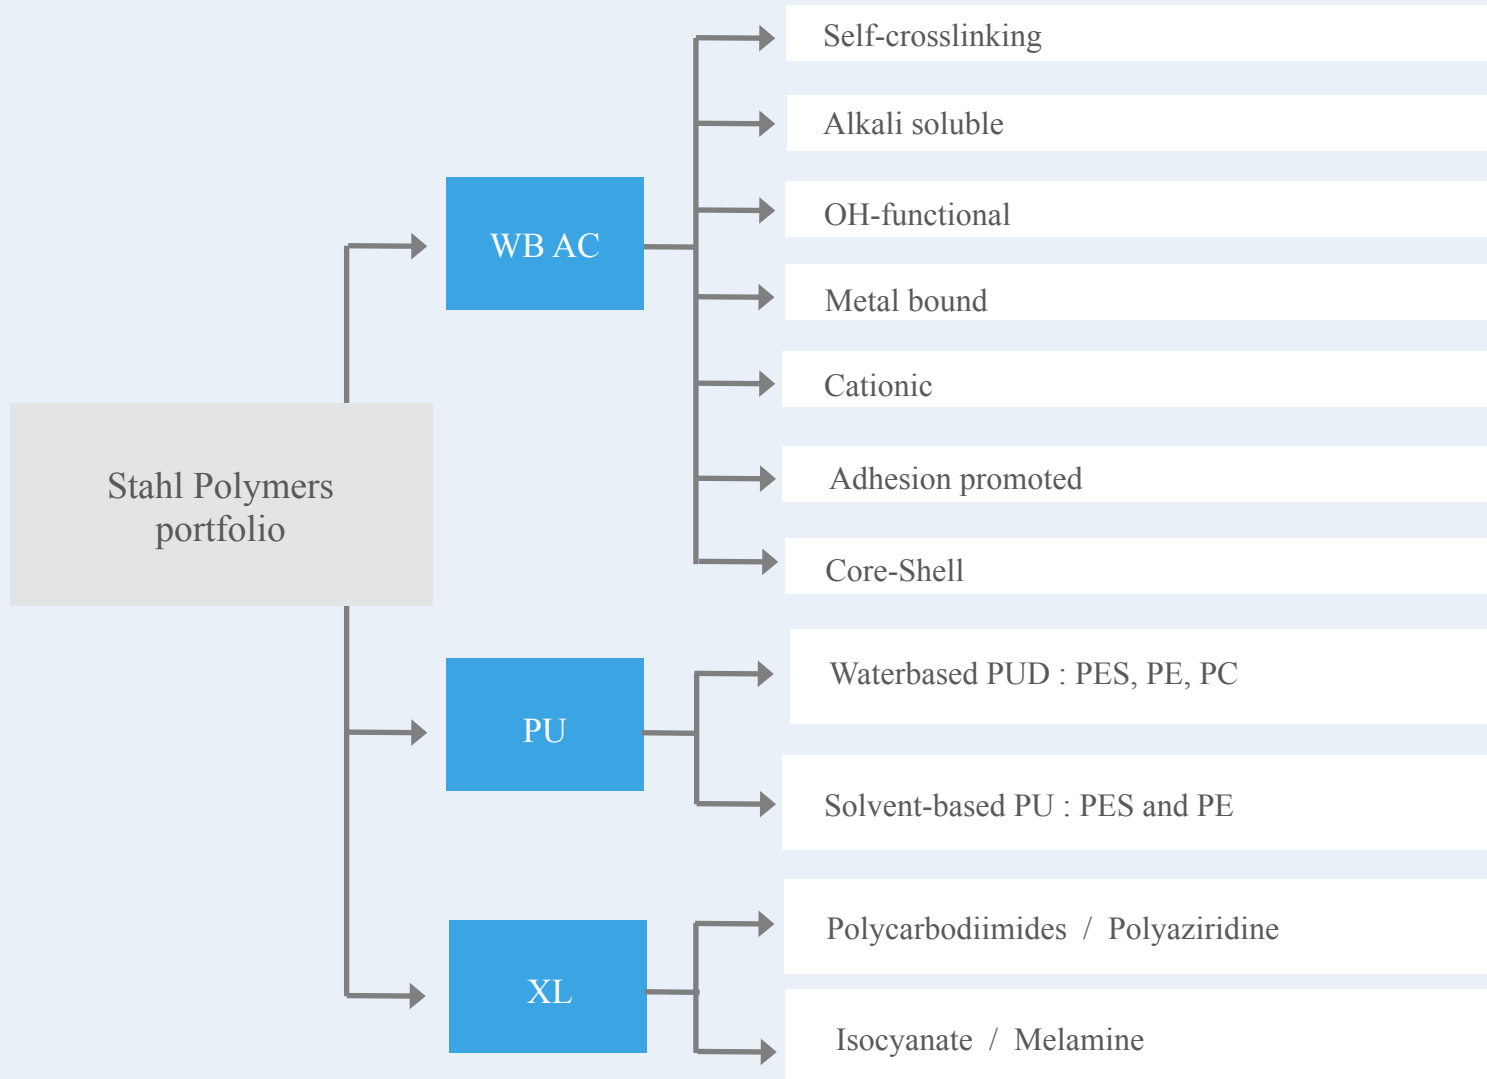 Stahl Polymers
portfolio
WB AC
Self-crosslinking
Alkali soluble
OH-functional
Metal bound
Cationic
Adhesion promoted
Core-Shell
PU
Waterbased PUD : PES, PE, PC
Solvent-based PU : PES and PE
XL
Polycarbodiimides / Polyaziridine
Isocyanate / Melamine